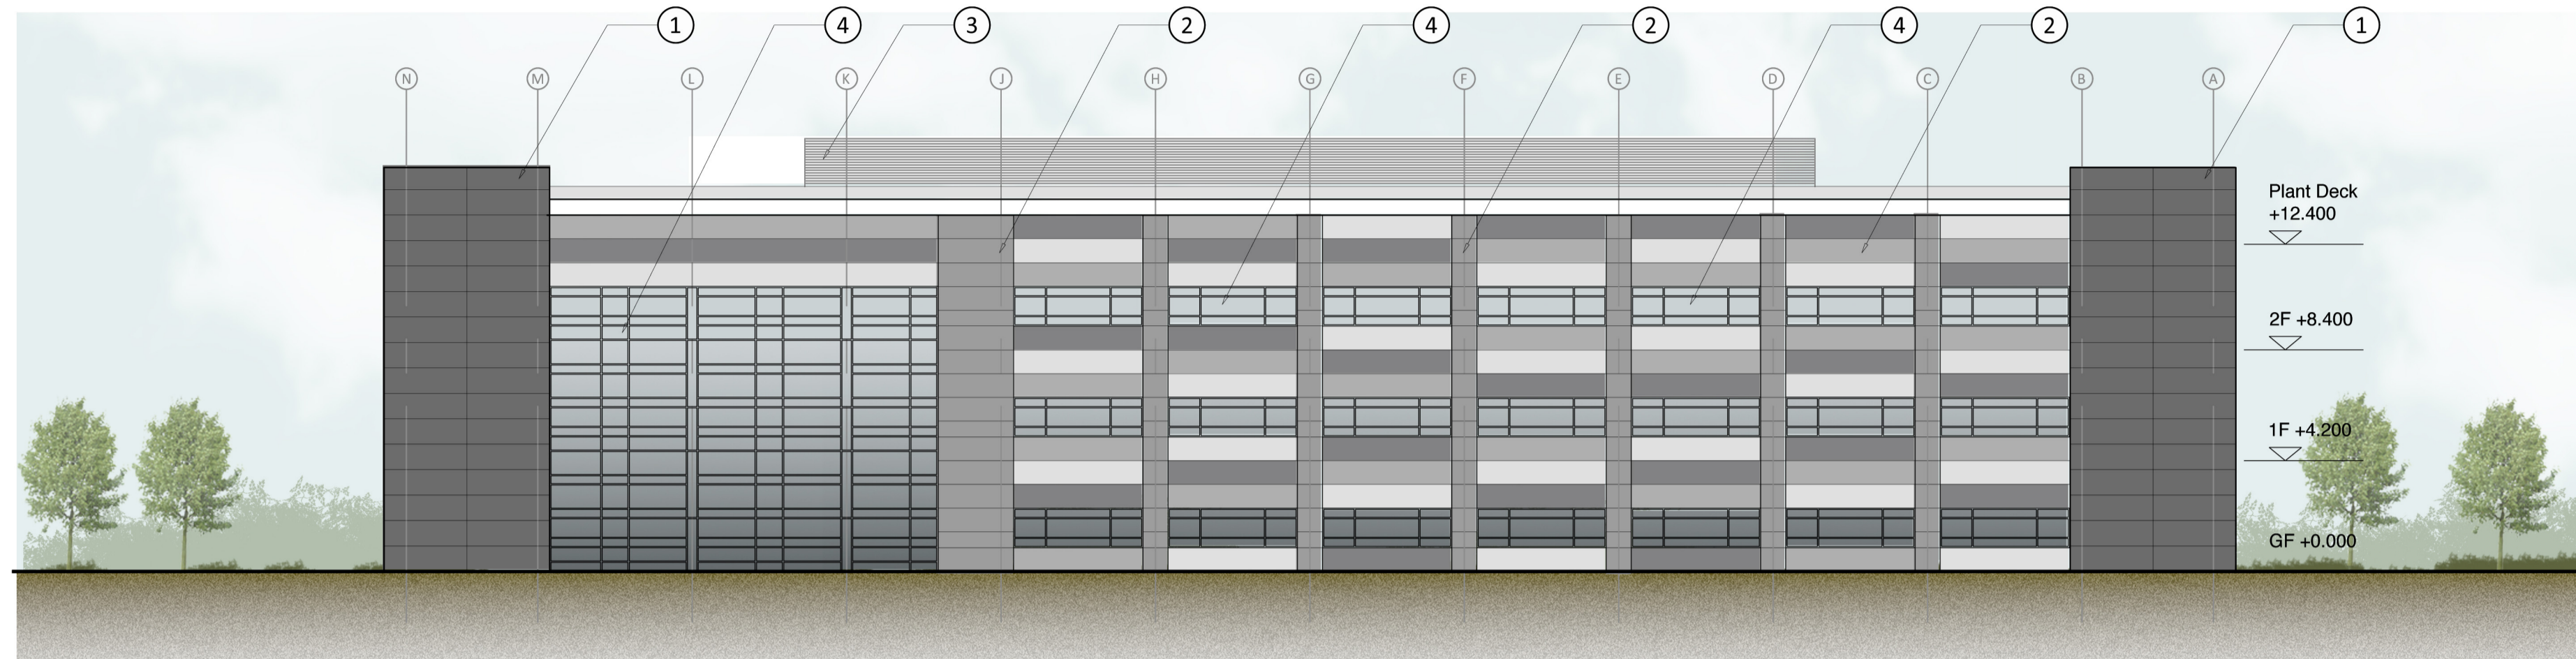 1 4 3 2 4 2 4 2 1
N M L K J H G F E D C B A
Plant Deck
+12.400
2F +8.400
1F +4.200
GF +0.000